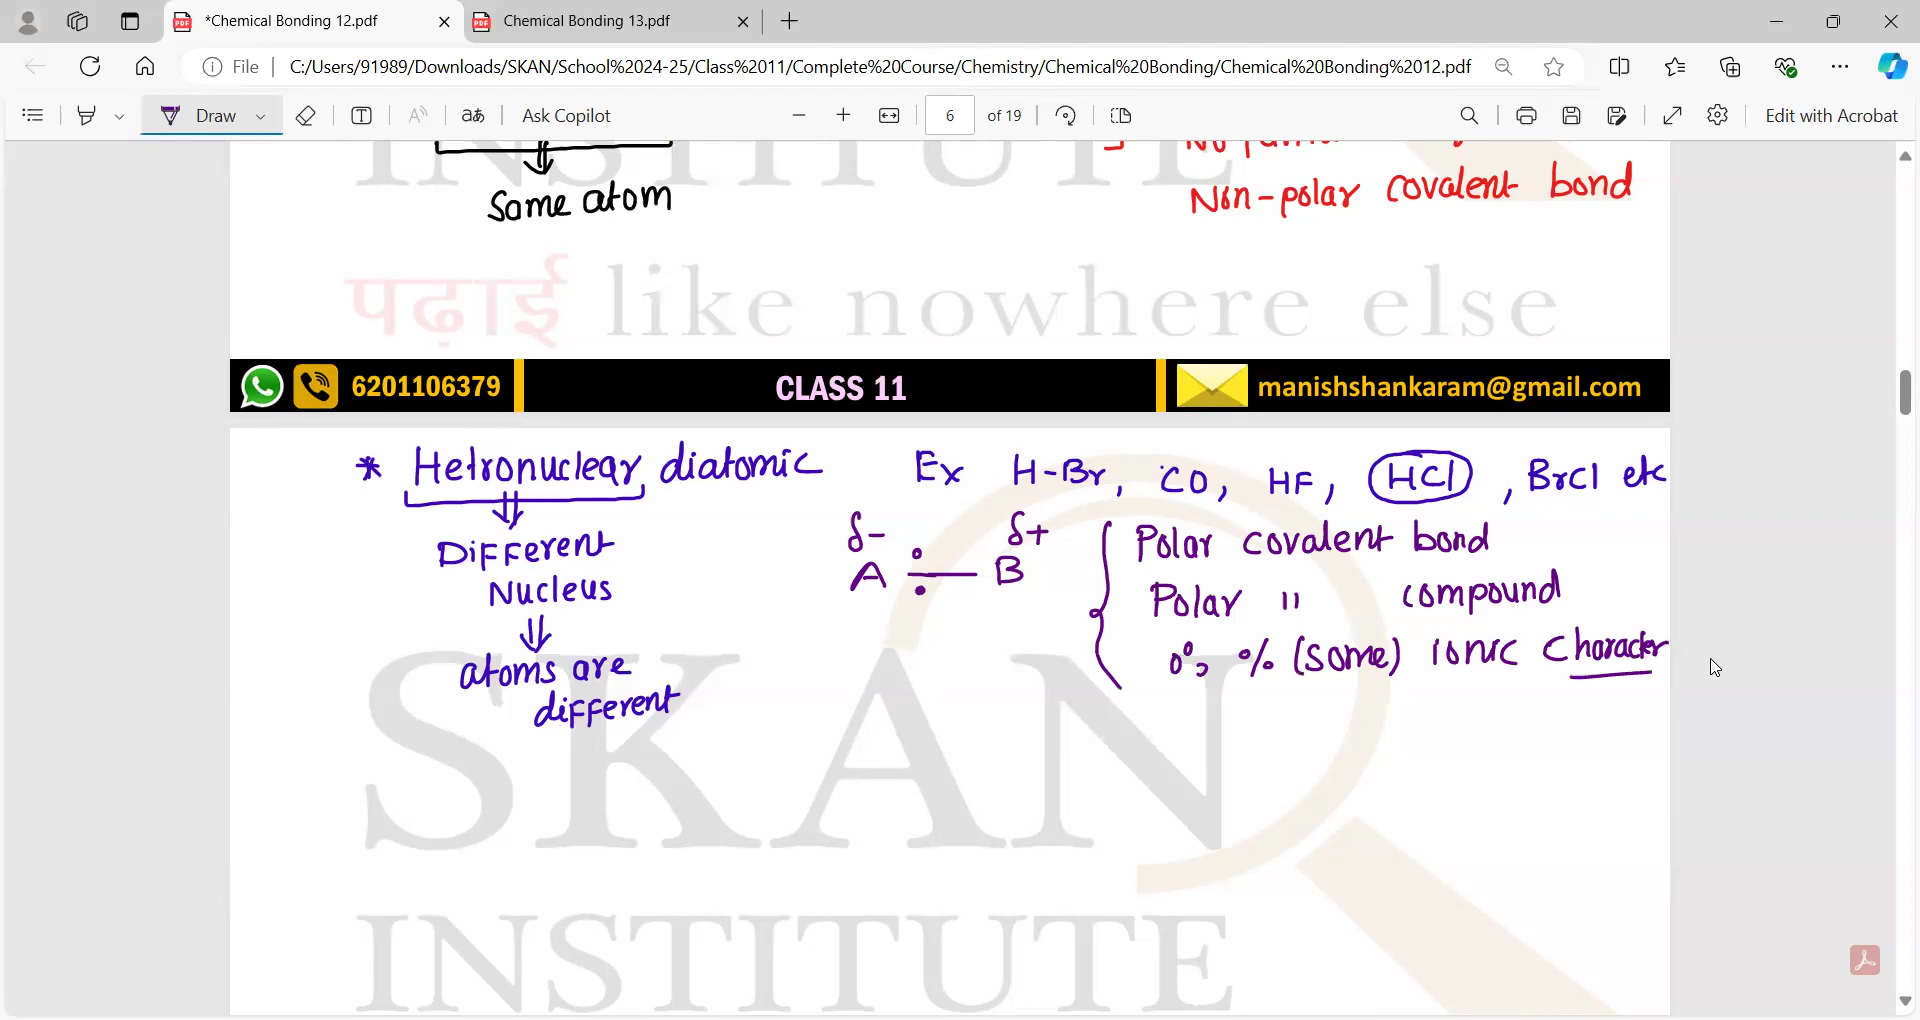 *Chemical Bonding 12.pdf
Chemical Bonding 13.pdf
File
C:/Users/91989/Downloads/SKAN/School%2024-25/Class%2011/Complete%20Course/Chemistry/Chemical%20Bonding/Chemical%20Bonding%2012.pdf
Draw
aあ
Ask Copilot
6 of 19
Edit with Acrobat
INSTITUTE
Same atom
Non-polar covalent bond
पढ़ाई like nowhere else
6201106379
CLASS 11
manishshankaram@gmail.com
* Hetronuclear diatomic
Ex H-Br, CO, HF, HCl, BrCl etc
Different
Nucleus
⇓
atoms are
different
δ- δ+
A : B
Polar covalent bond
Polar " compound
% (some) ionic character
SKAN
INSTITUTE